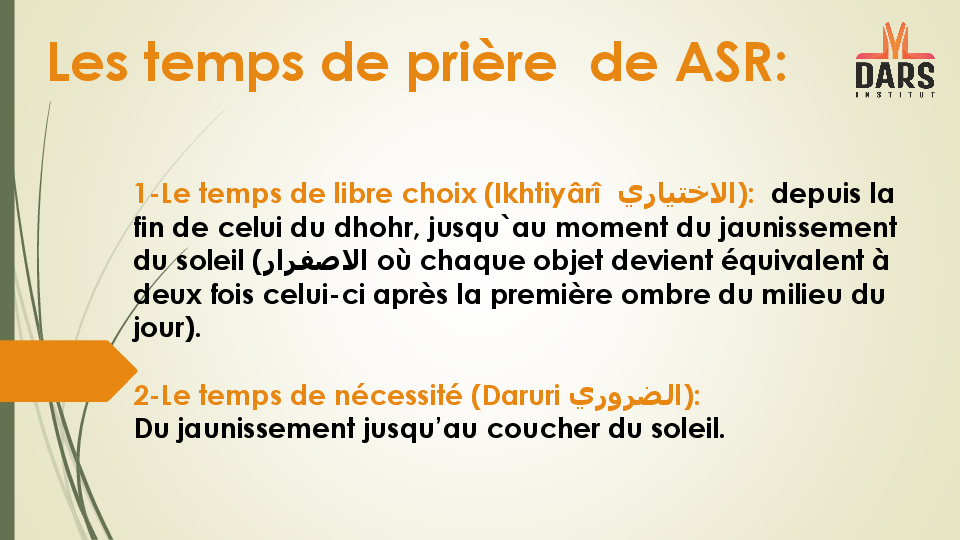 Les temps de prière de ASR:
DARS
INSTITUT
1-Le temps de libre choix (Ikhtiyârî الاختياري): depuis la
fin de celui du dhohr, jusqu`au moment du jaunissement
du soleil (الاصفرار où chaque objet devient équivalent à
deux fois celui-ci après la première ombre du milieu du
jour).
2-Le temps de nécessité (Daruri الضروري):
Du jaunissement jusqu’au coucher du soleil.